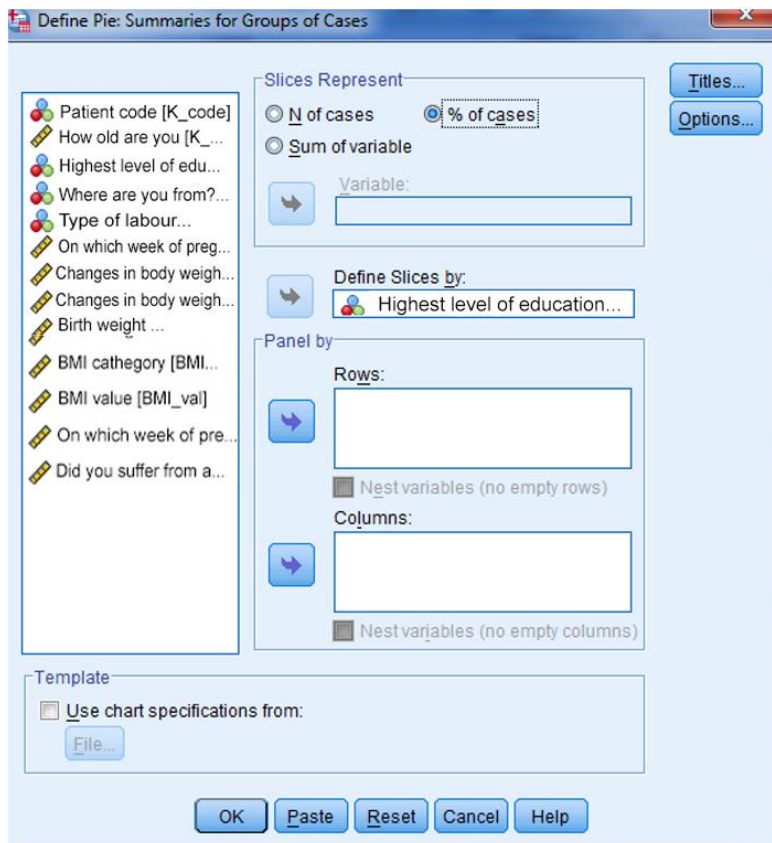 Define Pie: Summaries for Groups of Cases
Patient code [K_code]
How old are you [K_...
Highest level of edu...
Where are you from?...
Type of labour...
On which week of preg...
Changes in body weigh...
Changes in body weigh...
Birth weight ...
BMI cathegory [BMI...
BMI value [BMI_val]
On which week of pre...
Did you suffer from a...
Slices Represent
N of cases % of cases
Sum of variable
Variable:
Define Slices by:
Highest level of education...
Panel by
Rows:
Nest variables (no empty rows)
Columns:
Nest variables (no empty columns)
Titles...
Options...
Template
Use chart specifications from:
File...
OK Paste Reset Cancel Help